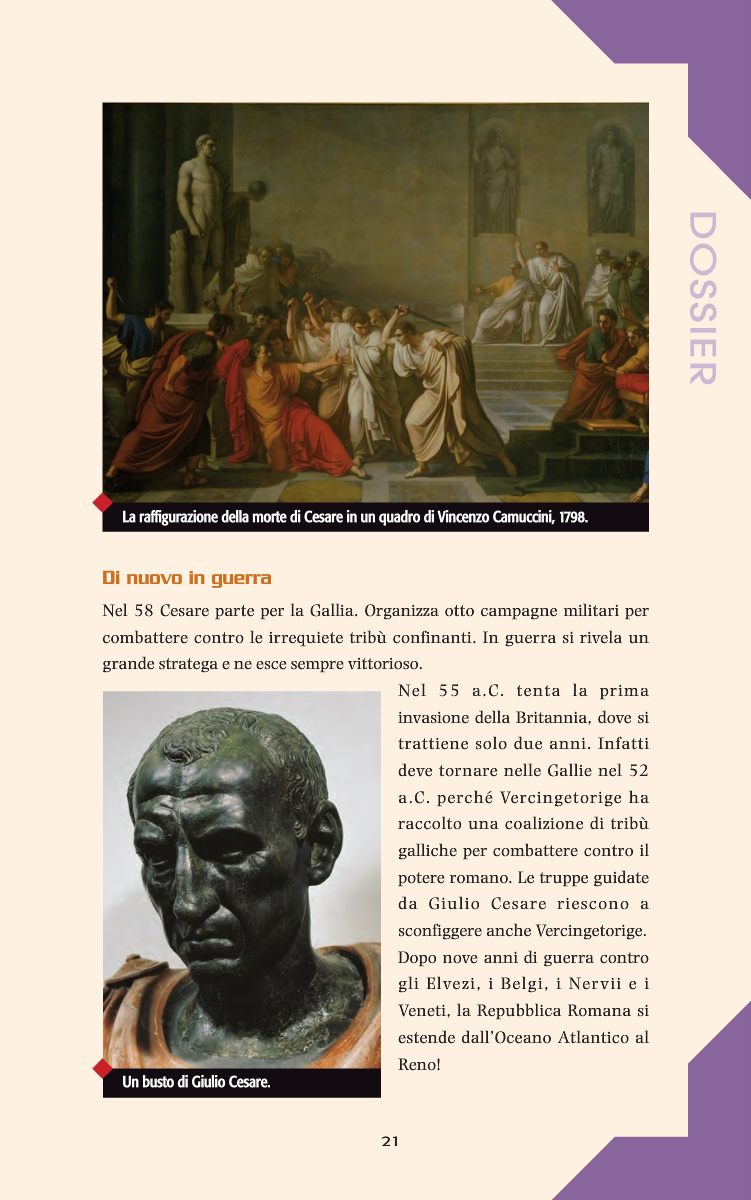 DOSSIER
La raffigurazione della morte di Cesare in un quadro di Vincenzo Camuccini, 1798.
Di nuovo in guerra
Nel 58 Cesare parte per la Gallia. Organizza otto campagne militari per
combattere contro le irrequiete tribù confinanti. In guerra si rivela un
grande stratega e ne esce sempre vittorioso.
Nel 55 a.C. tenta la prima
invasione della Britannia, dove si
trattiene solo due anni. Infatti
deve tornare nelle Gallie nel 52
a.C. perché Vercingetorige ha
raccolto una coalizione di tribù
galliche per combattere contro il
potere romano. Le truppe guidate
da Giulio Cesare riescono a
sconfiggere anche Vercingetorige.
Dopo nove anni di guerra contro
gli Elvezi, i Belgi, i Nervii e i
Veneti, la Repubblica Romana si
estende dall'Oceano Atlantico al
Reno!
Un busto di Giulio Cesare.
21